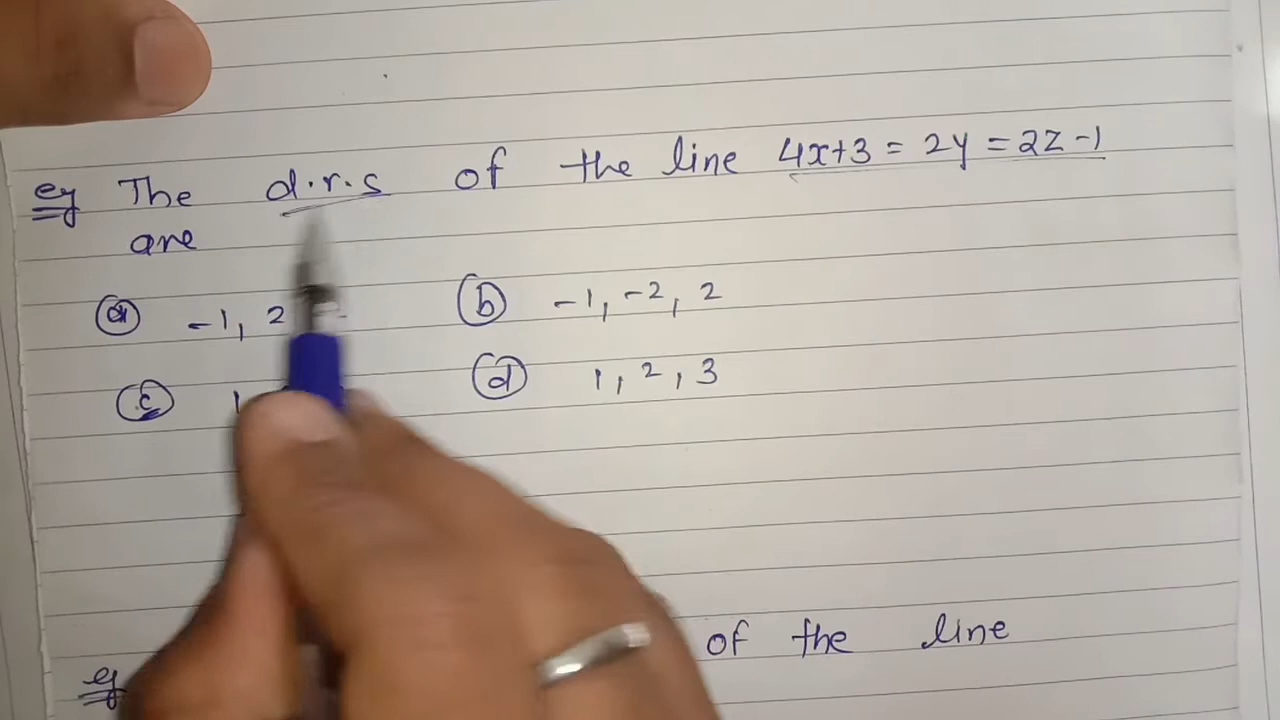 eg The d.r.s of the line 4x+3 = 2y = 2z-1
are
(a) -1, 2 (b) -1, -2, 2
(c) 1, (d) 1, 2, 3
eg of the line